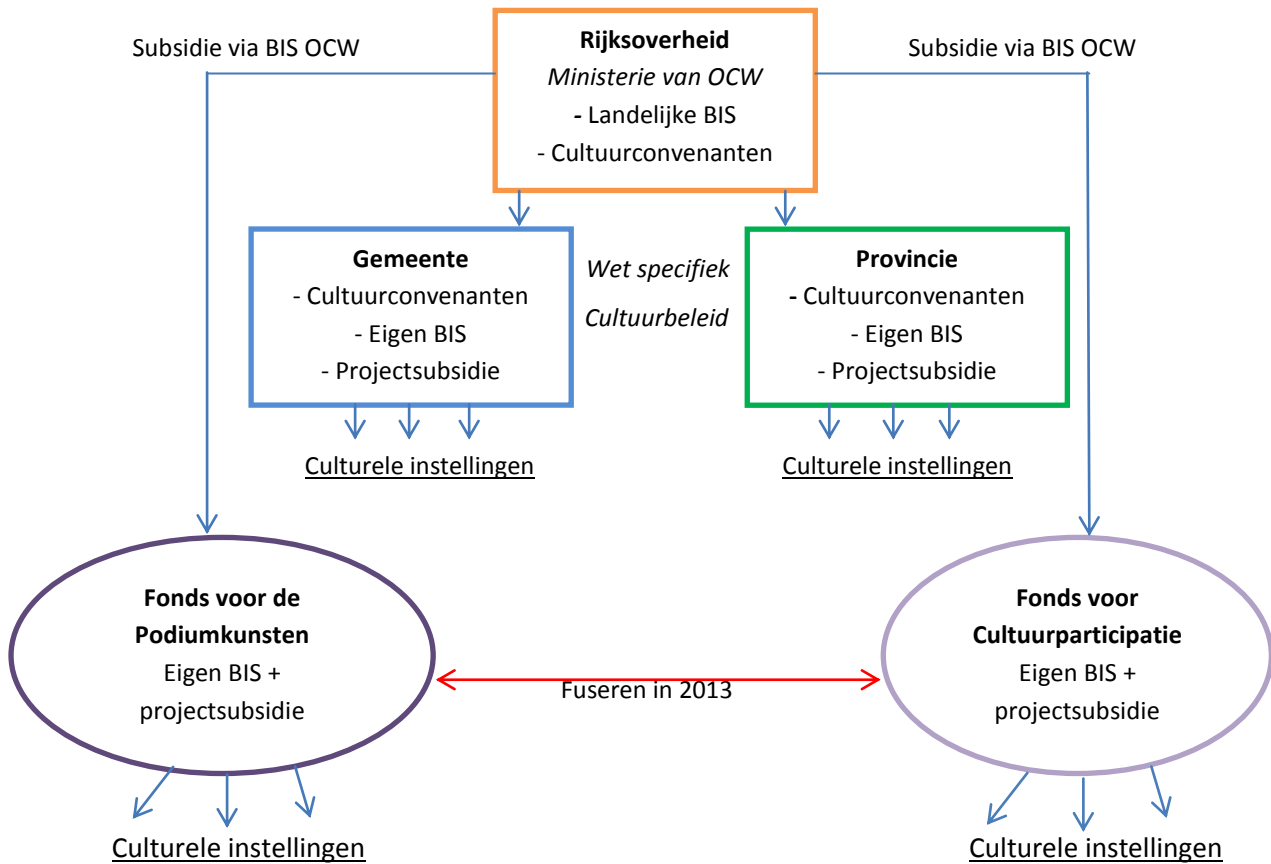 Subsidie via BIS OCW
Rijksoverheid
Ministerie van OCW
- Landelijke BIS
- Cultuurconvenanten
Subsidie via BIS OCW
Gemeente
- Cultuurconvenanten
- Eigen BIS
- Projectsubsidie
Wet specifiek
Cultuurbeleid
Provincie
- Cultuurconvenanten
- Eigen BIS
- Projectsubsidie
Culturele instellingen
Culturele instellingen
Fonds voor de
Podiumkunsten
Eigen BIS +
projectsubsidie
Fuseren in 2013
Fonds voor
Cultuurparticipatie
Eigen BIS +
projectsubsidie
Culturele instellingen
Culturele instellingen